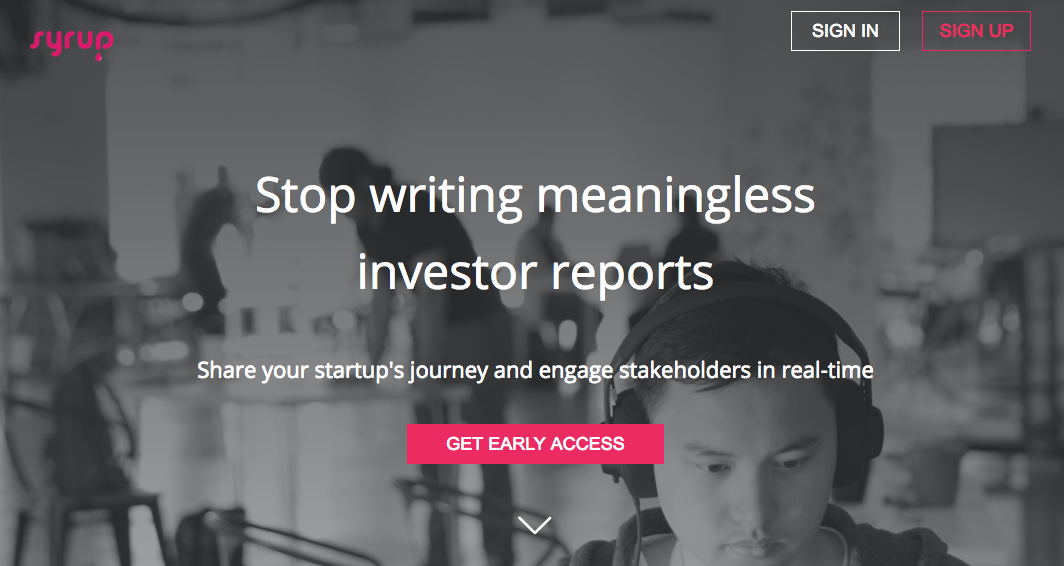 syrup
SIGN IN
SIGN UP
Stop writing meaningless
investor reports
Share your startup's journey and engage stakeholders in real-time
GET EARLY ACCESS